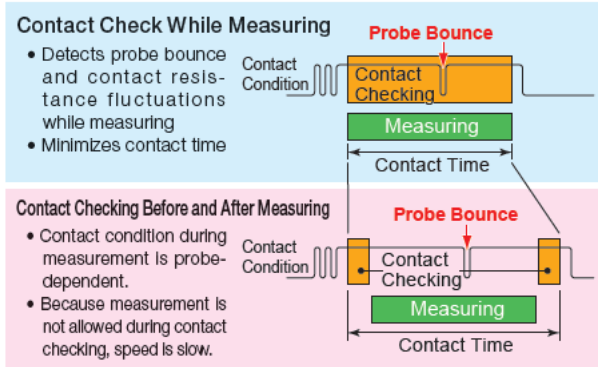 Contact Check While Measuring
• Detects probe bounce
and contact resis-
tance fluctuations
while measuring
• Minimizes contact time
Probe Bounce
Contact
Condition
Contact
Checking
Measuring
Contact Time
Contact Checking Before and After Measuring
• Contact condition during
measurement is probe-
dependent.
• Because measurement is
not allowed during contact
checking, speed is slow.
Probe Bounce
Contact
Condition
Contact
Checking
Measuring
Contact Time